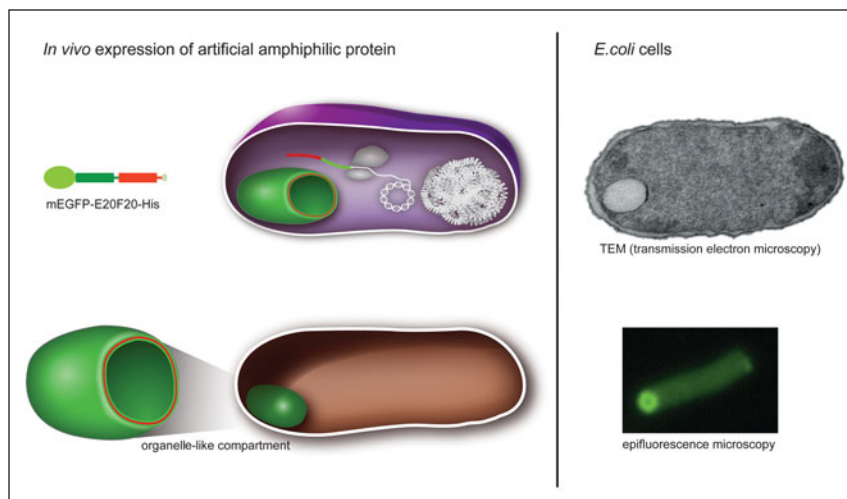 In vivo expression of artificial amphiphilic protein
E.coli cells
mEGFP-E20F20-His
TEM (transmission electron microscopy)
organelle-like compartment
epifluorescence microscopy